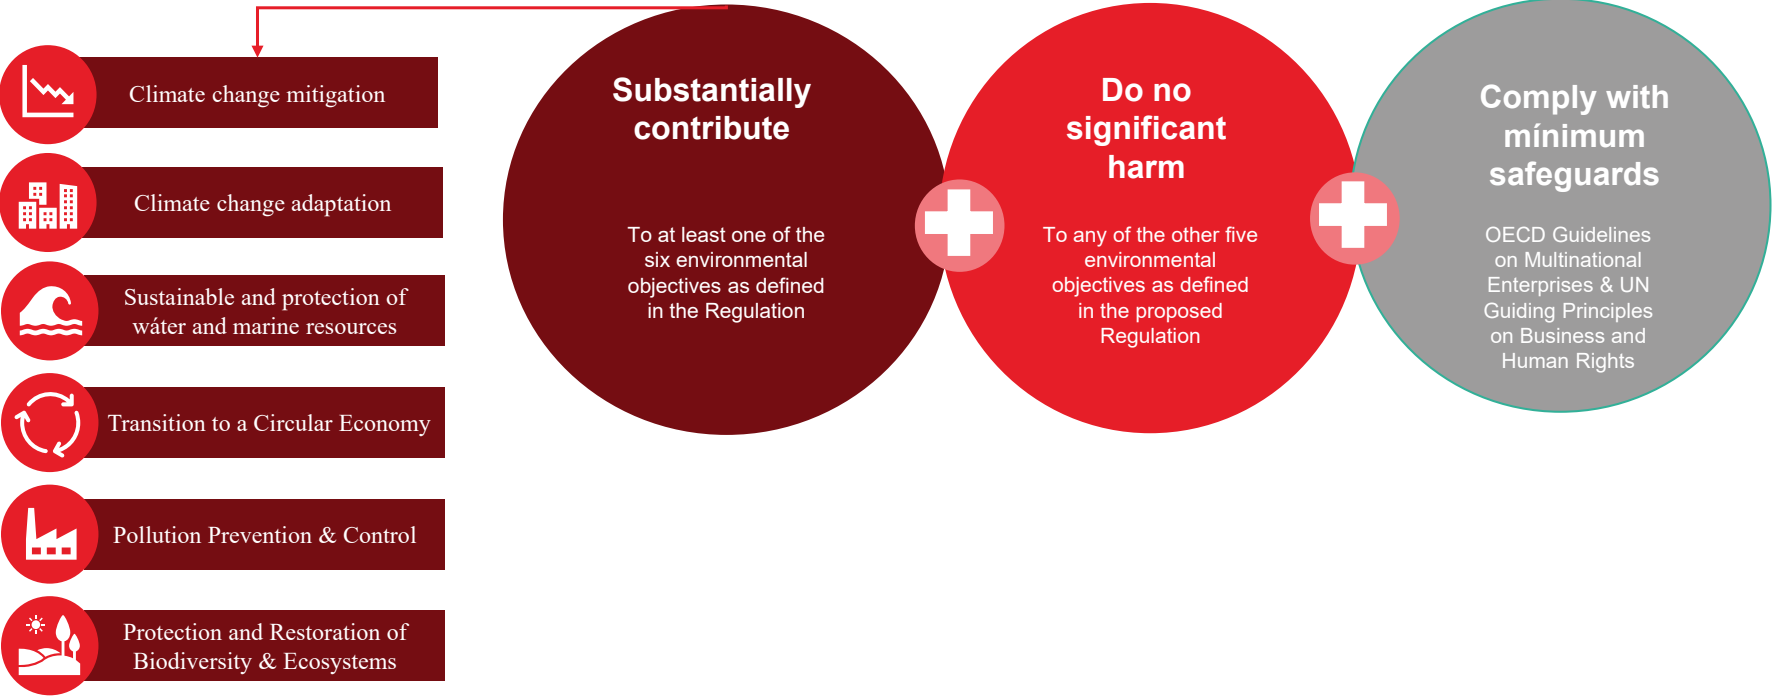 Climate change mitigation
Climate change adaptation
Sustainable and protection of
wáter and marine resources
Transition to a Circular Economy
Pollution Prevention & Control
Protection and Restoration of
Biodiversity & Ecosystems
Substantially
contribute
To at least one of the
six environmental
objectives as defined
in the Regulation
Do no
significant
harm
To any of the other five
environmental
objectives as defined
in the proposed
Regulation
Comply with
mínimum
safeguards
OECD Guidelines
on Multinational
Enterprises & UN
Guiding Principles
on Business and
Human Rights